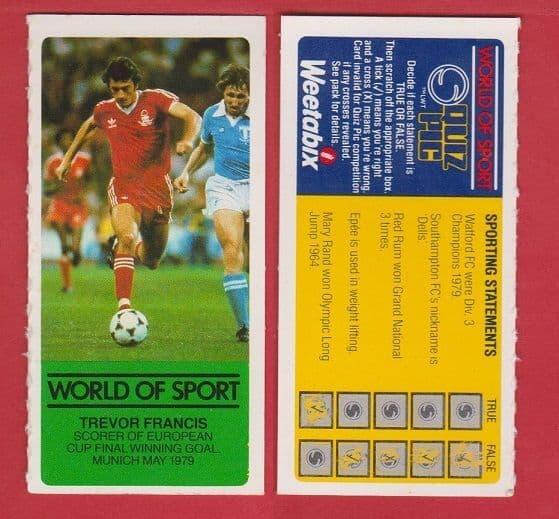 WORLD OF SPORT
TREVOR FRANCIS
SCORER OF EUROPEAN
CUP FINAL WINNING GOAL.
MUNICH MAY 1979
WORLD OF SPORT
QUIZ
PIC
™LWT
Decide if each statement is
TRUE OR FALSE
Then scratch off the appropriate box.
A tick (√) means you're right
and a cross (X) means you're wrong.
Card invalid for Quiz Pic competition
if any crosses revealed.
See pack for details.
Weetabix
SPORTING STATEMENTS
TRUE
FALSE
Watford FC were Div. 3
Champions 1979
Southampton FC's nickname is
'Dells'.
Red Rum won Grand National
3 times.
Epée is used in weight lifting.
Mary Rand won Olympic Long
Jump 1964.